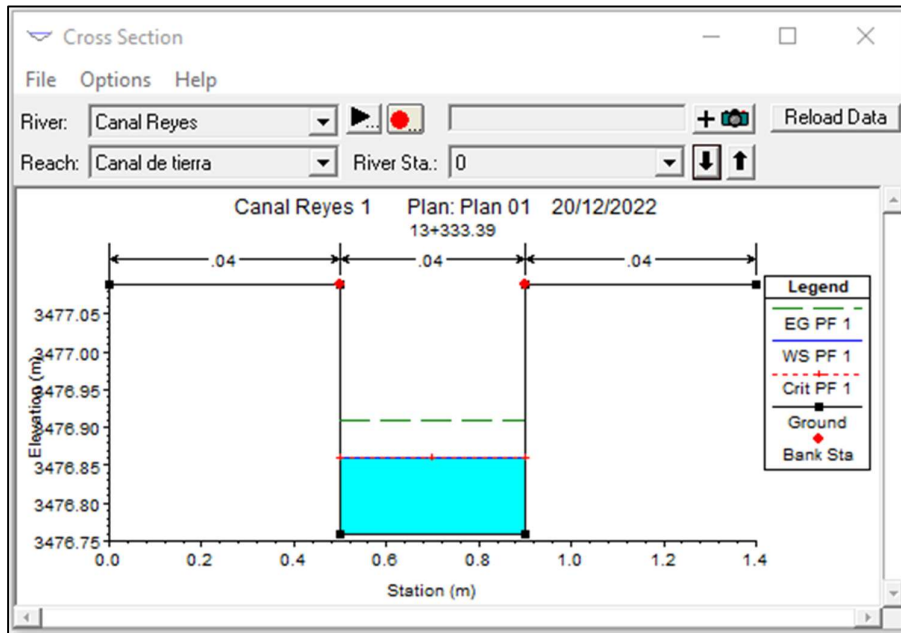 Cross Section
File Options Help
River: Canal Reyes Reload Data
Reach: Canal de tierra River Sta.: 0
Canal Reyes 1 Plan: Plan 01 20/12/2022
13+333.39
.04 .04 .04
Legend
EG PF 1
WS PF 1
Crit PF 1
Ground
Bank Sta
3477.05
3477.00
3476.95
3476.90
3476.85
3476.80
3476.75
Elevation (m)
0.0 0.2 0.4 0.6 0.8 1.0 1.2 1.4
Station (m)